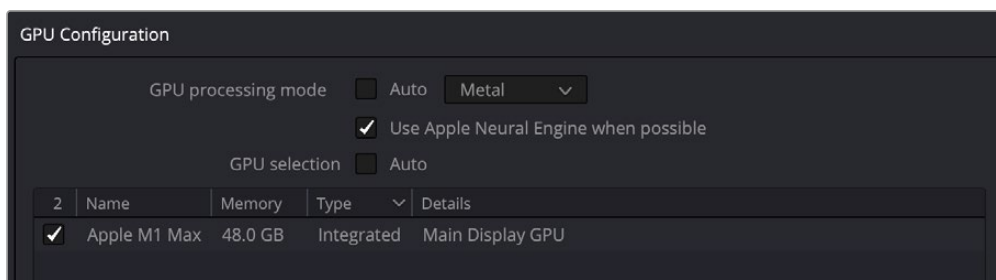 GPU Configuration
GPU processing mode Auto Metal
Use Apple Neural Engine when possible
GPU selection Auto
2 Name Memory Type Details
Apple M1 Max 48.0 GB Integrated Main Display GPU